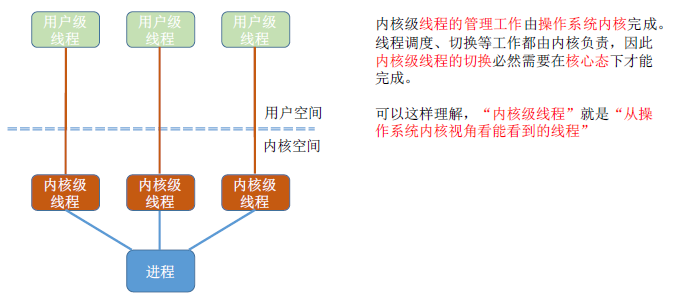 用户级
线程
用户级
线程
用户级
线程
用户空间
内核空间
内核级
线程
内核级
线程
内核级
线程
进程
内核级线程的管理工作由操作系统内核完成。
线程调度、切换等工作都由内核负责，因此
内核级线程的切换必然需要在核心态下才能
完成。
可以这样理解，“内核级线程”就是“从操
作系统内核视角看能看到的线程”